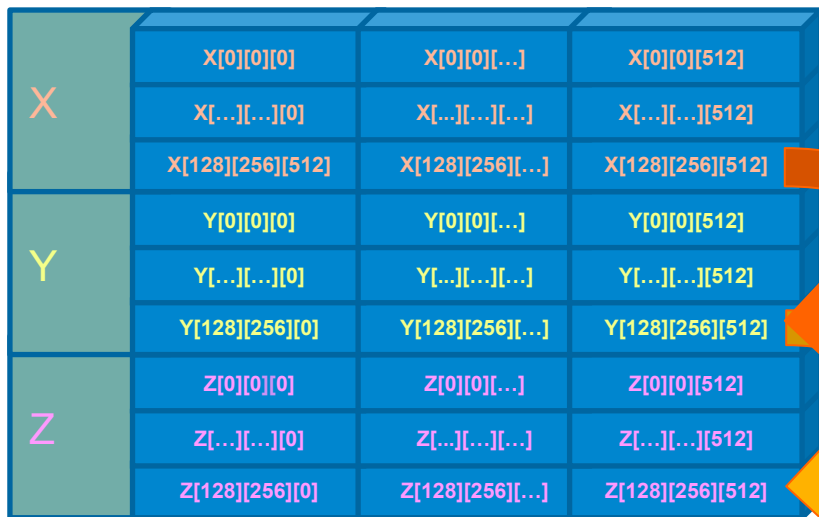 X[0][0][0] X[0][0][…] X[0][0][512]
X
X[…][…][0] X[...][…][…] X[…][…][512]
X[128][256][512] X[128][256][…] X[128][256][512]
Y[0][0][0] Y[0][0][…] Y[0][0][512]
Y
Y[…][…][0] Y[...][…][…] Y[…][…][512]
Y[128][256][0] Y[128][256][…] Y[128][256][512]
Z[0][0][0] Z[0][0][…] Z[0][0][512]
Z
Z[…][…][0] Z[...][…][…] Z[…][…][512]
Z[128][256][0] Z[128][256][…] Z[128][256][512]